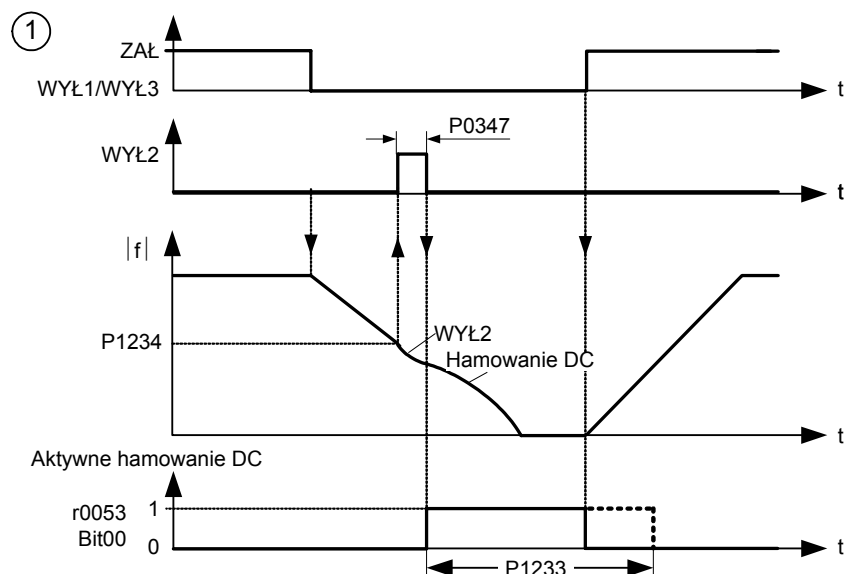 1
ZAŁ
WYŁ1/WYŁ3
t
P0347
WYŁ2
t
|f|
P1234
WYŁ2
Hamowanie DC
t
Aktywne hamowanie DC
r0053 1
Bit00 0
t
P1233